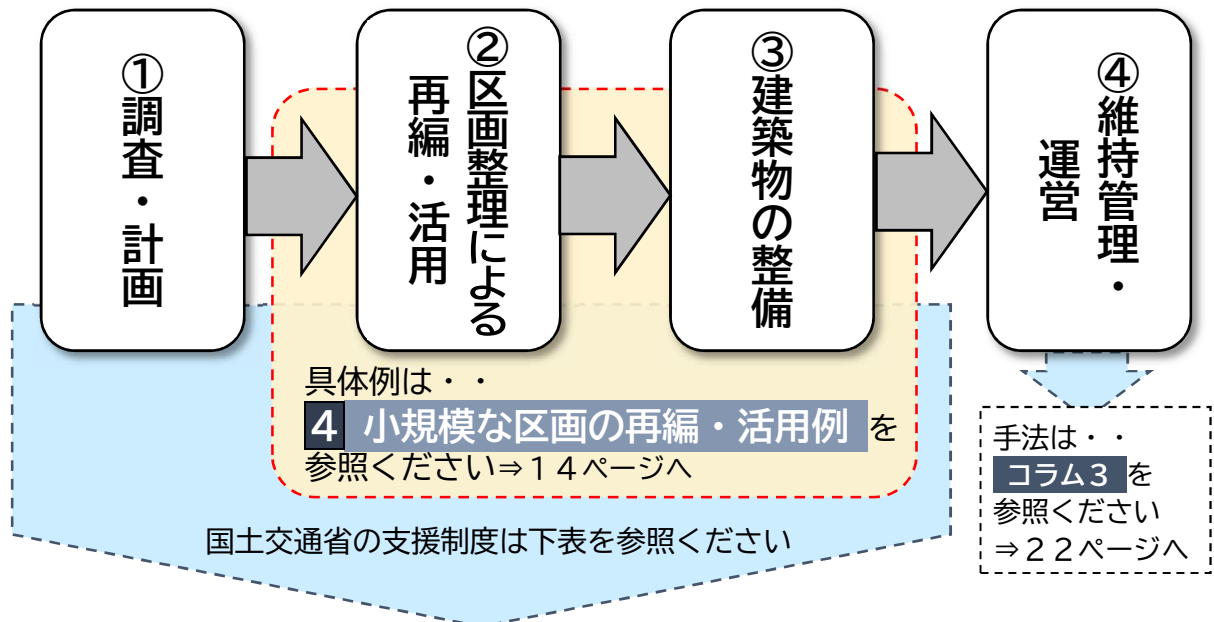 ①調査・計画
②区画整理による
再編・活用
③建築物の整備
④維持管理・
運営
具体例は・・
4 小規模な区画の再編・活用例 を
参照ください⇒１４ページへ
国土交通省の支援制度は下表を参照ください
手法は・・
コラム３ を
参照ください
⇒２２ページへ